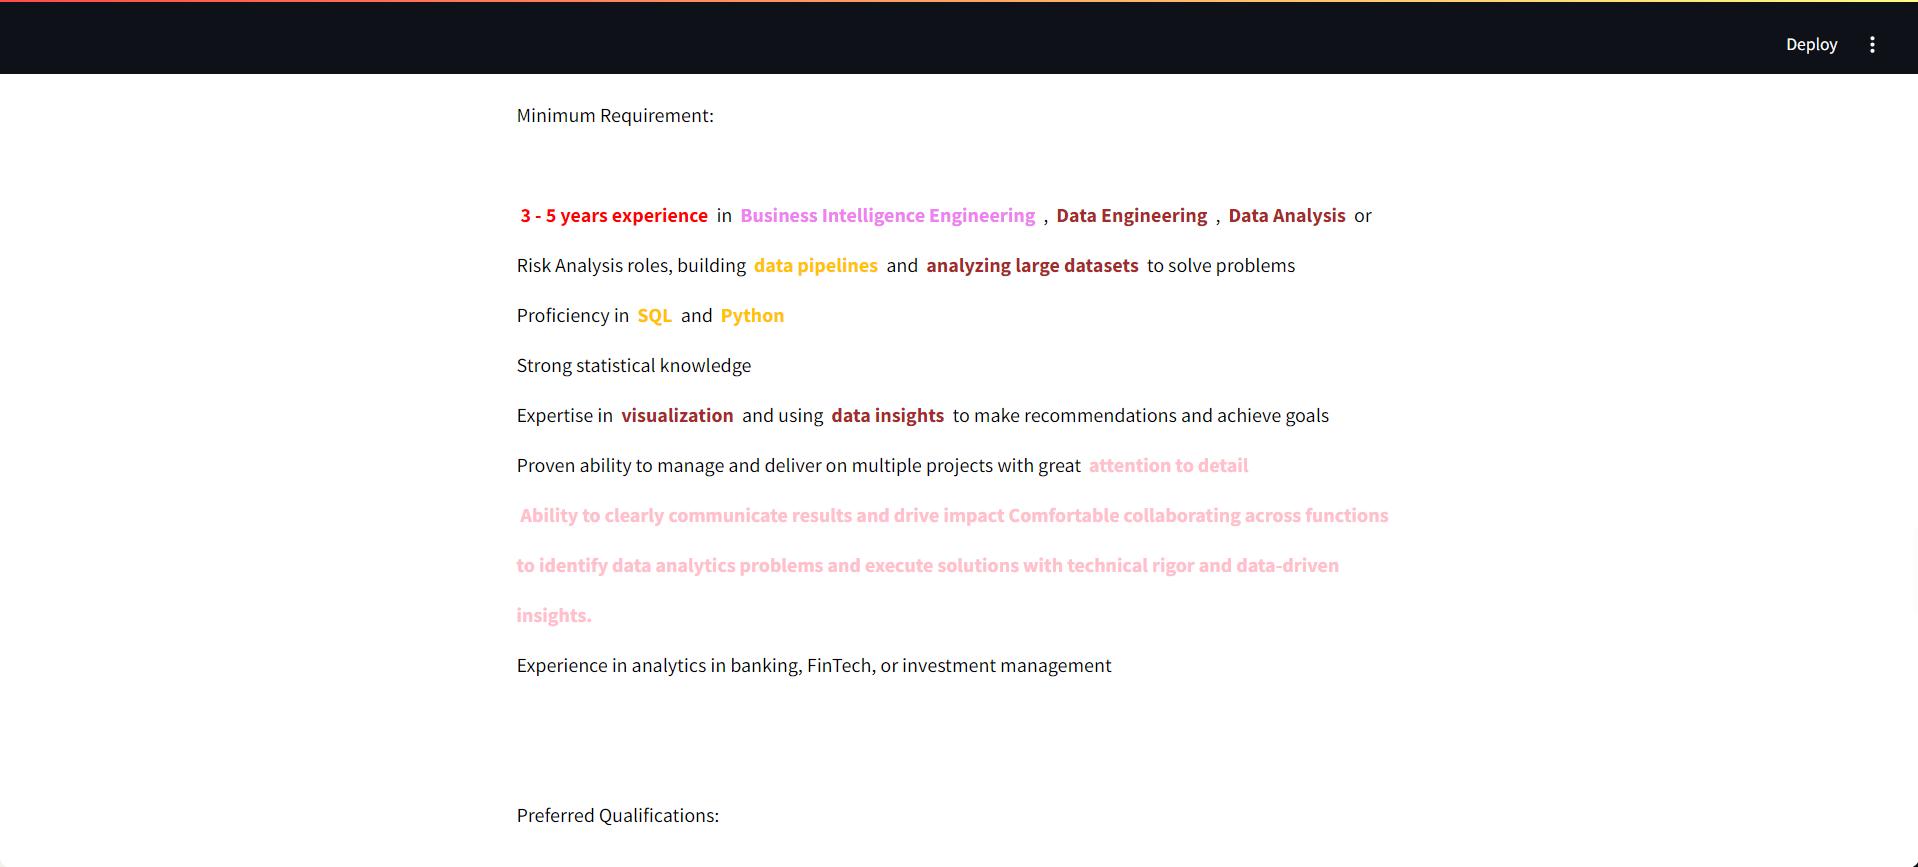 Deploy
Minimum Requirement:
3 - 5 years experience in Business Intelligence Engineering , Data Engineering , Data Analysis or
Risk Analysis roles, building data pipelines and analyzing large datasets to solve problems
Proficiency in SQL and Python
Strong statistical knowledge
Expertise in visualization and using data insights to make recommendations and achieve goals
Proven ability to manage and deliver on multiple projects with great attention to detail
Ability to clearly communicate results and drive impact Comfortable collaborating across functions
to identify data analytics problems and execute solutions with technical rigor and data-driven
insights.
Experience in analytics in banking, FinTech, or investment management
Preferred Qualifications: